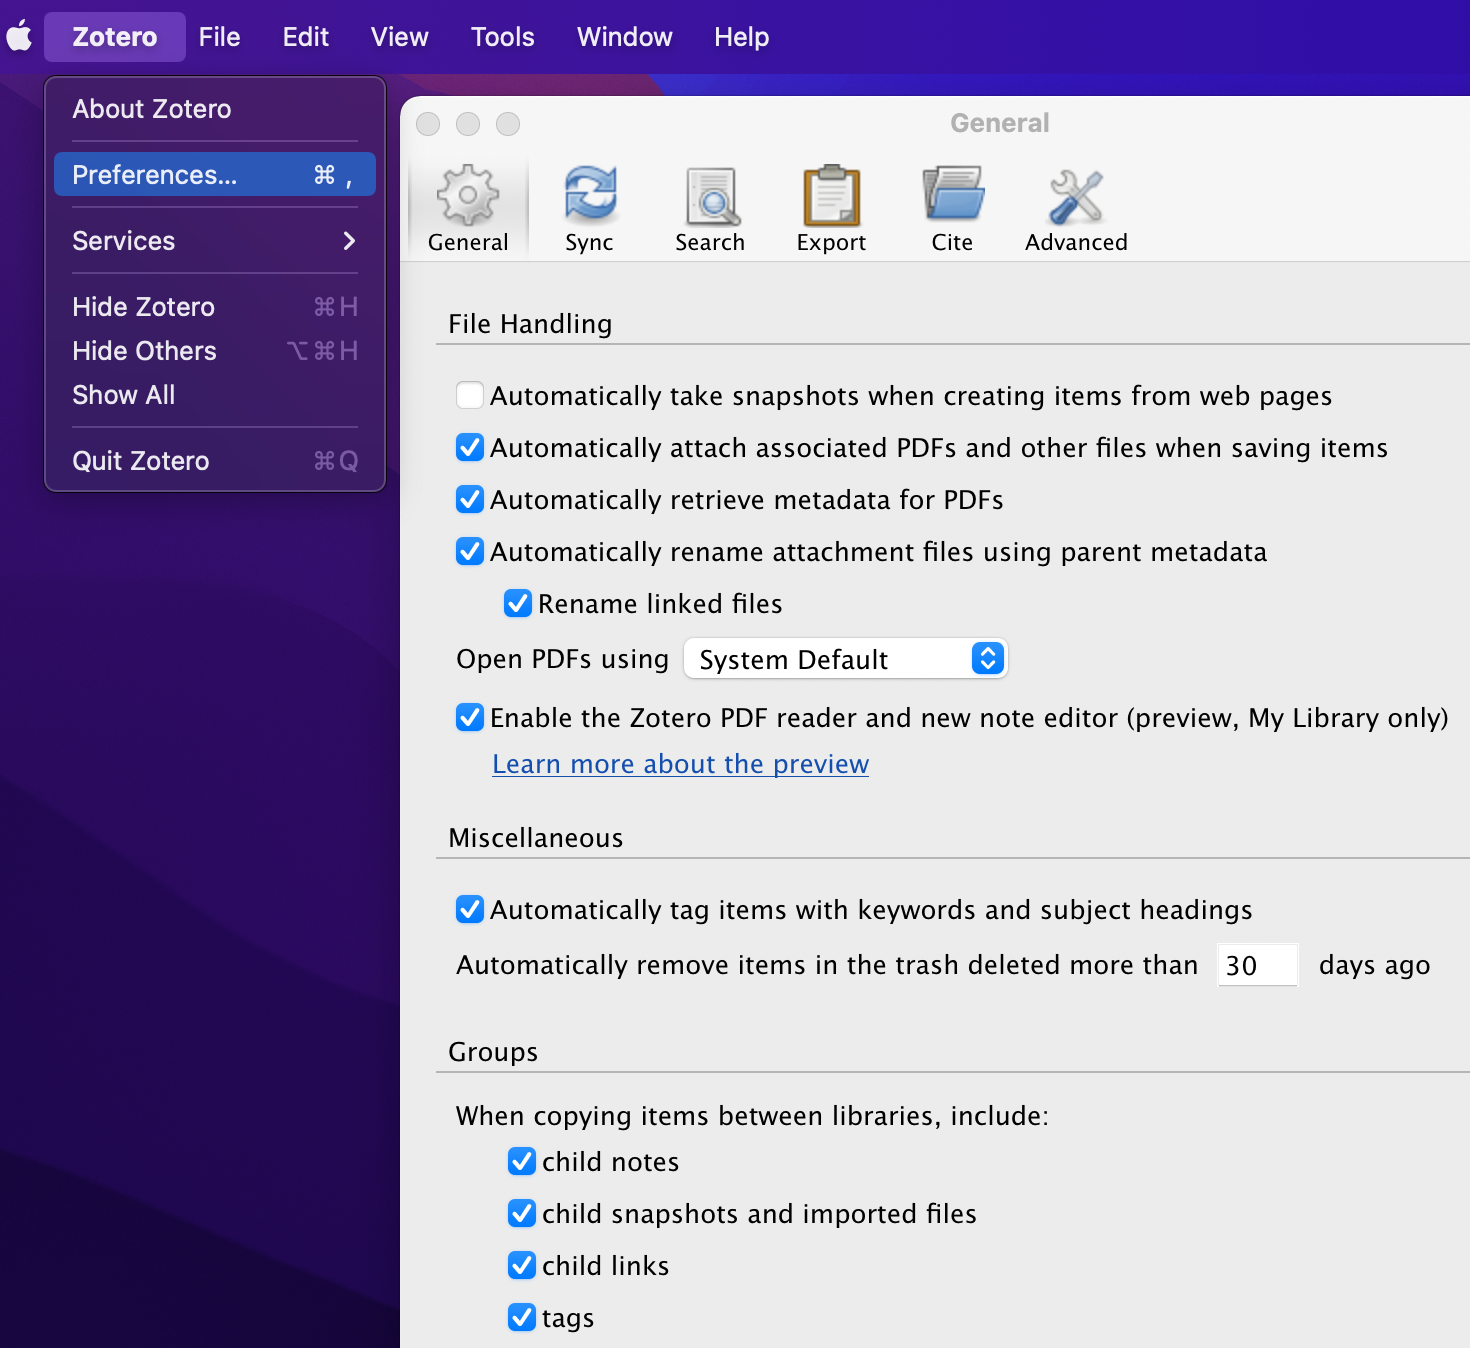 Zotero File Edit View Tools Window Help
About Zotero
Preferences... ⌘ ,
Services
Hide Zotero ⌘H
Hide Others ⌥⌘H
Show All
Quit Zotero ⌘Q
General
General Sync Search Export Cite Advanced
File Handling
Automatically take snapshots when creating items from web pages
Automatically attach associated PDFs and other files when saving items
Automatically retrieve metadata for PDFs
Automatically rename attachment files using parent metadata
Rename linked files
Open PDFs using System Default
Enable the Zotero PDF reader and new note editor (preview, My Library only)
Learn more about the preview
Miscellaneous
Automatically tag items with keywords and subject headings
Automatically remove items in the trash deleted more than 30 days ago
Groups
When copying items between libraries, include:
child notes
child snapshots and imported files
child links
tags